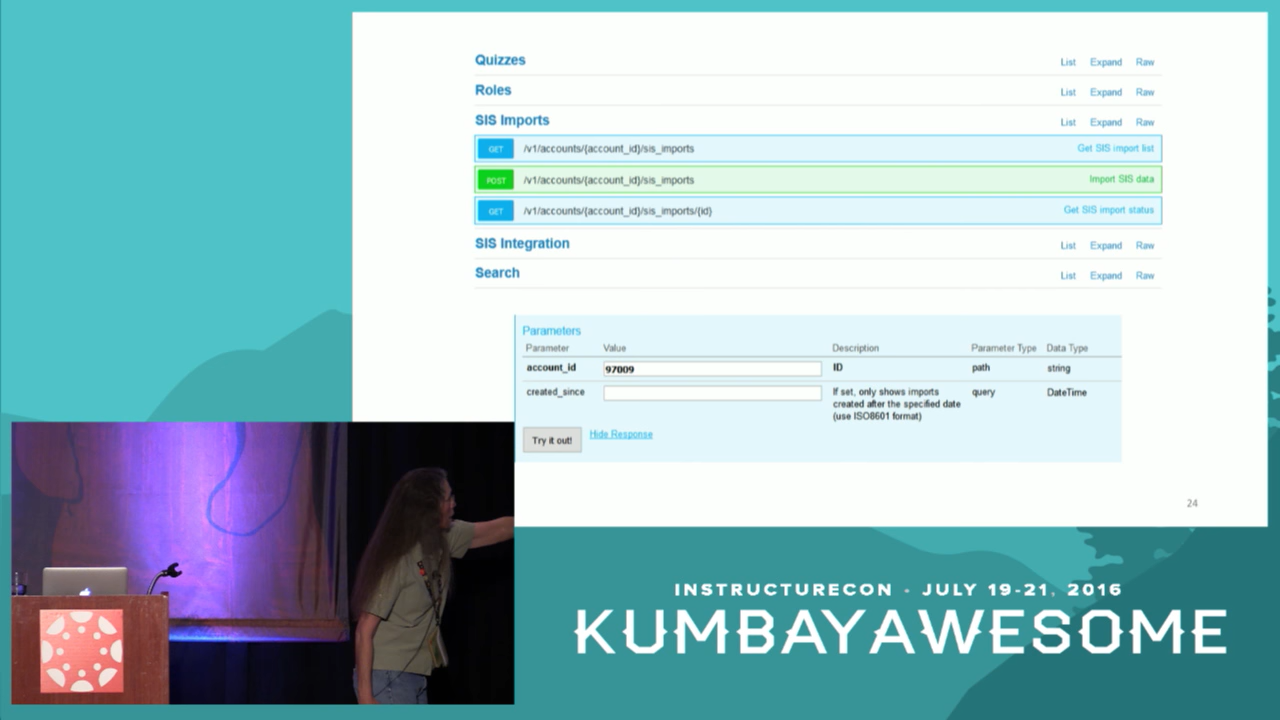 Quizzes List Expand Raw
Roles List Expand Raw
SIS Imports List Expand Raw
GET /v1/accounts/{account_id}/sis_imports Get SIS import list
POST /v1/accounts/{account_id}/sis_imports Import SIS data
GET /v1/accounts/{account_id}/sis_imports/{id} Get SIS import status
SIS Integration List Expand Raw
Search List Expand Raw
Parameters
Parameter Value Description Parameter Type Data Type
account_id 97009 ID path string
created_since If set, only shows imports query DateTime
created after the specified date
(use ISO8601 format)
Try it out! Hide Response
24
INSTRUCTURECON - JULY 19-21, 2016
KUMBAYAWESOME